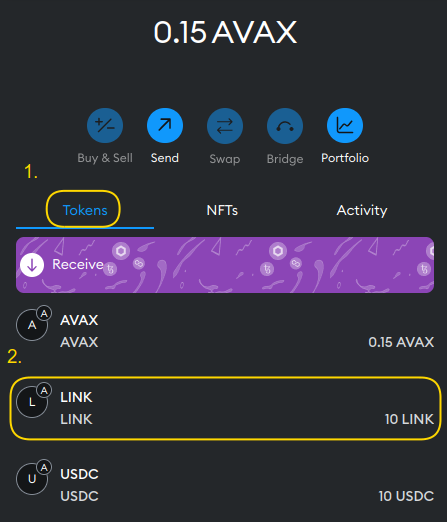 0.15 AVAX
Buy & Sell Send Swap Bridge Portfolio
1.
Tokens NFTs Activity
Receive
A A AVAX
AVAX 0.15 AVAX
2.
L A LINK
LINK 10 LINK
U A USDC
USDC 10 USDC